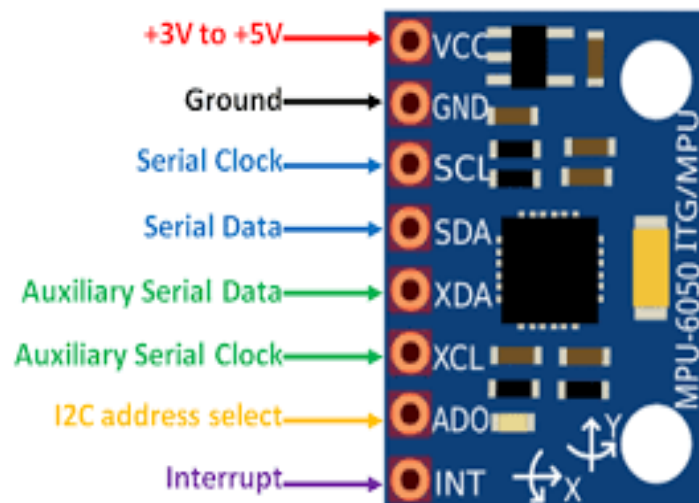 +3V to +5V VCC
Ground GND
Serial Clock SCL
Serial Data SDA
Auxiliary Serial Data XDA
Auxiliary Serial Clock XCL
I2C address select ADO
Interrupt INT
X
Y
MPU-6050 ITG/MPU